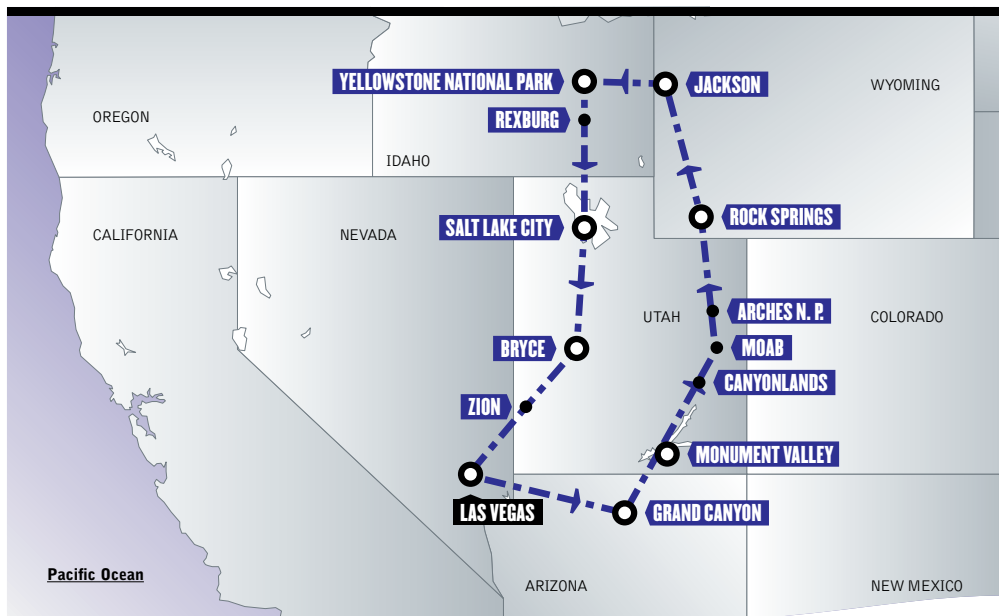 YELLOWSTONE NATIONAL PARK
JACKSON
WYOMING
OREGON
REXBURG
IDAHO
SALT LAKE CITY
ROCK SPRINGS
CALIFORNIA
NEVADA
UTAH
ARCHES N. P.
COLORADO
BRYCE
MOAB
CANYONLANDS
ZION
MONUMENT VALLEY
LAS VEGAS
GRAND CANYON
Pacific Ocean
ARIZONA
NEW MEXICO